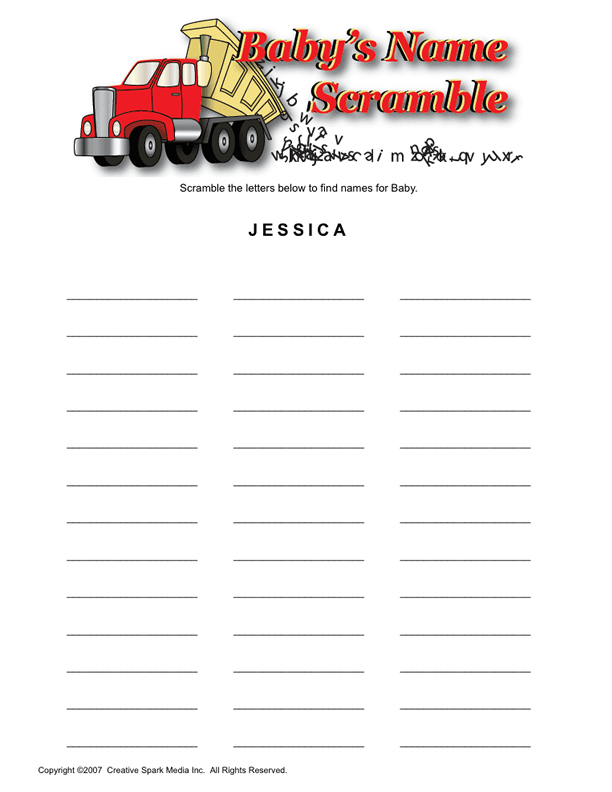 Baby's Name
Scramble
Scramble the letters below to find names for Baby.
JESSICA
Copyright ©2007 Creative Spark Media Inc. All Rights Reserved.